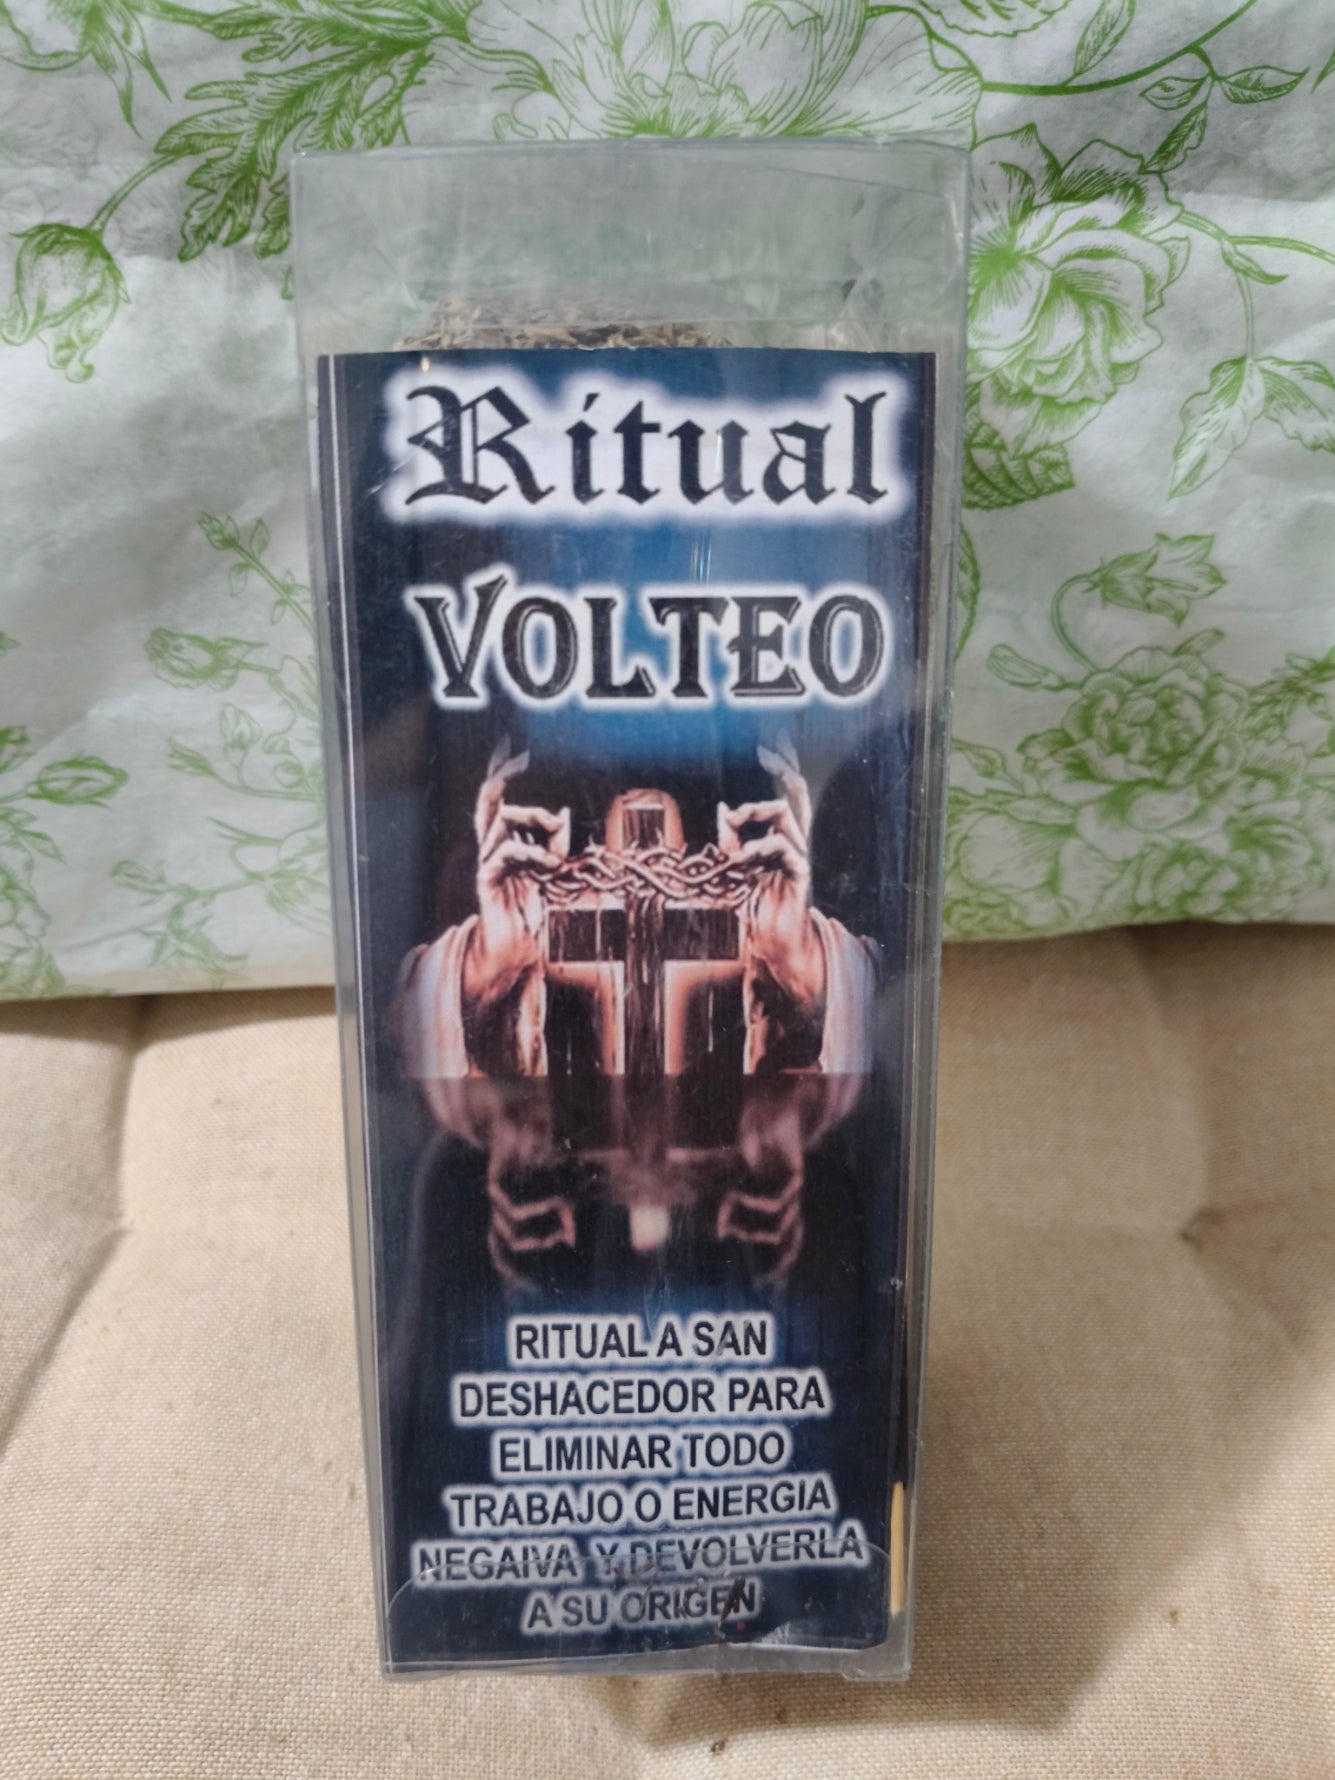 Ritual
VOLTEO
RITUAL A SAN
DESHACEDOR PARA
ELIMINAR TODO
TRABAJO O ENERGIA
NEGAIVA Y DEVOLVERLA
A SU ORIGEN